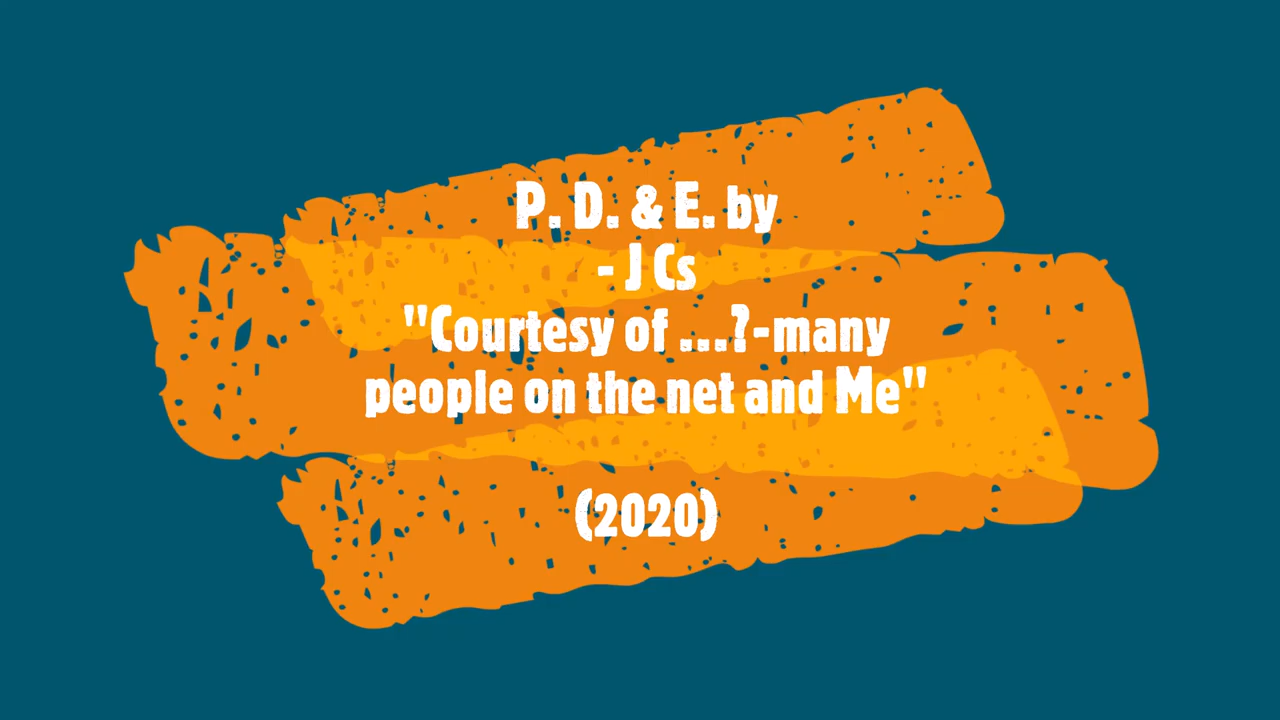 P. D. & E. by
- J Cs
"Courtesy of ...?-many
people on the net and Me"
(2020)